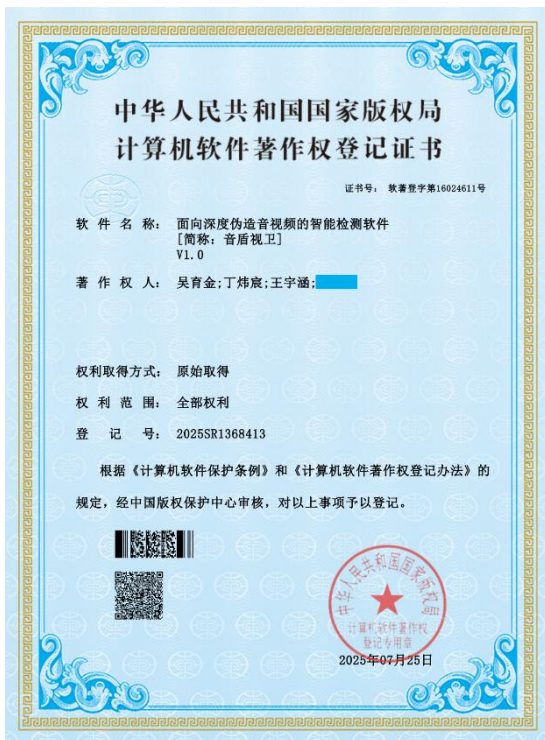 中华人民共和国国家版权局
计算机软件著作权登记证书
证书号： 软著登字第16024611号
软 件 名 称： 面向深度伪造音视频的智能检测软件
[简称：音盾视卫]
V1.0
著 作 权 人： 吴育金;丁炜宸;王宇涵;
权利取得方式： 原始取得
权 利 范 围： 全部权利
登 记 号： 2025SR1368413
根据《计算机软件保护条例》和《计算机软件著作权登记办法》的
规定，经中国版权保护中心审核，对以上事项予以登记。
中华人民共和国国家版权局
计算机软件著作权
登记专用章
2025年07月25日